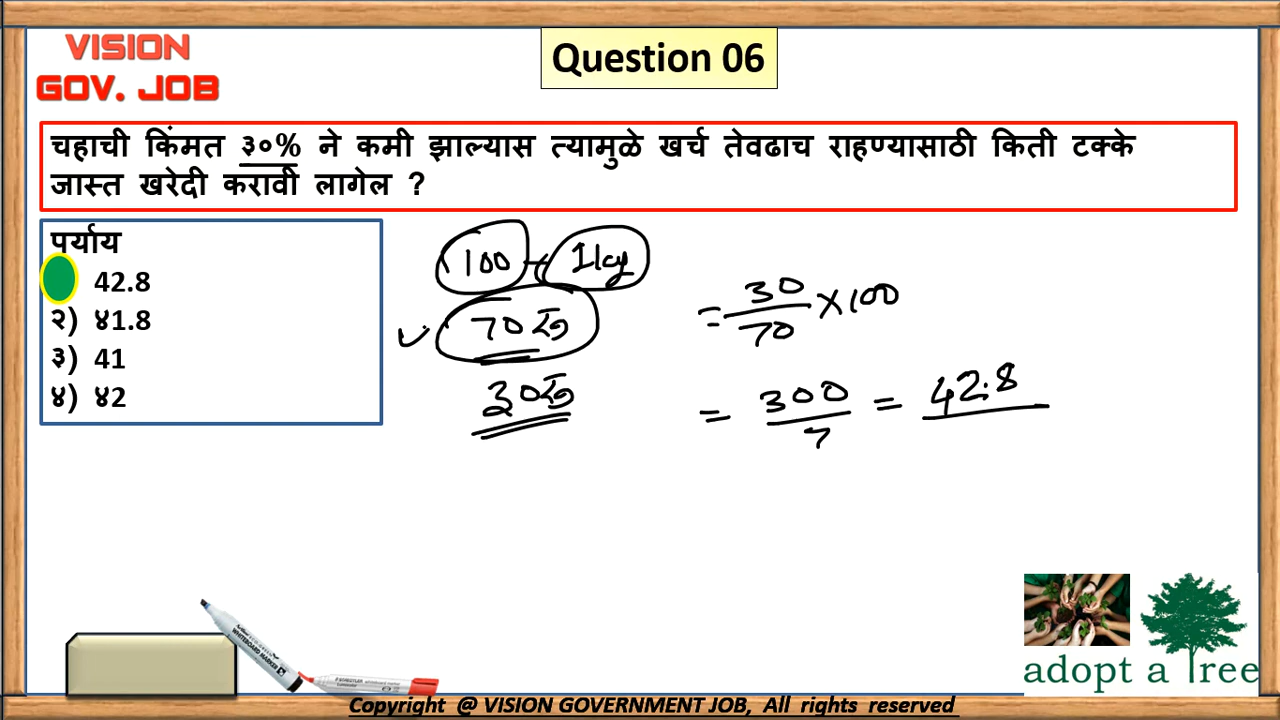 VISION
GOV. JOB
Question 06
चहाची किंमत ३०% ने कमी झाल्यास त्यामुळे खर्च तेवढाच राहण्यासाठी किती टक्के
जास्त खरेदी करावी लागेल ?
पर्याय
42.8
२) ४1.8
३) 41
४) ४2
100 - 1kg
70रु
30रु
= 30/70 × 100
= 300/7 = 42.8
adopt a Tree
Copyright @ VISION GOVERNMENT JOB, All rights reserved